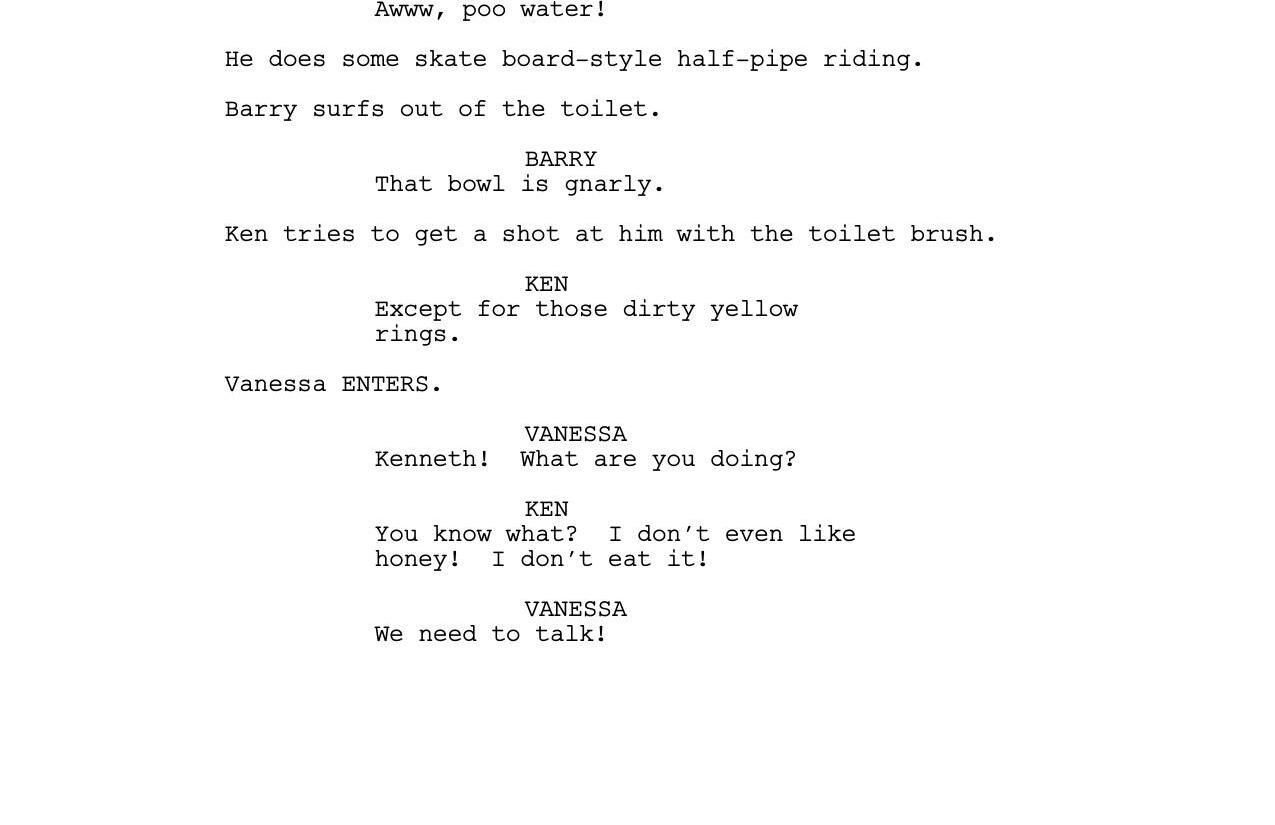 Awww, poo water!
He does some skate board-style half-pipe riding.
Barry surfs out of the toilet.
BARRY
That bowl is gnarly.
Ken tries to get a shot at him with the toilet brush.
KEN
Except for those dirty yellow
rings.
Vanessa ENTERS.
VANESSA
Kenneth!  What are you doing?
KEN
You know what?  I don’t even like
honey!  I don’t eat it!
VANESSA
We need to talk!